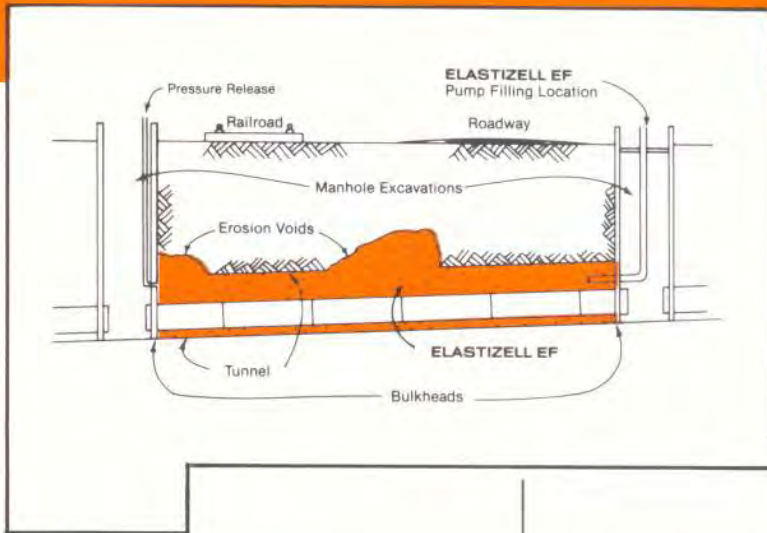 ELASTIZELL EF
Pump Filling Location
Pressure Release
Railroad
Roadway
Manhole Excavations
Erosion Voids
Tunnel
ELASTIZELL EF
Bulkheads